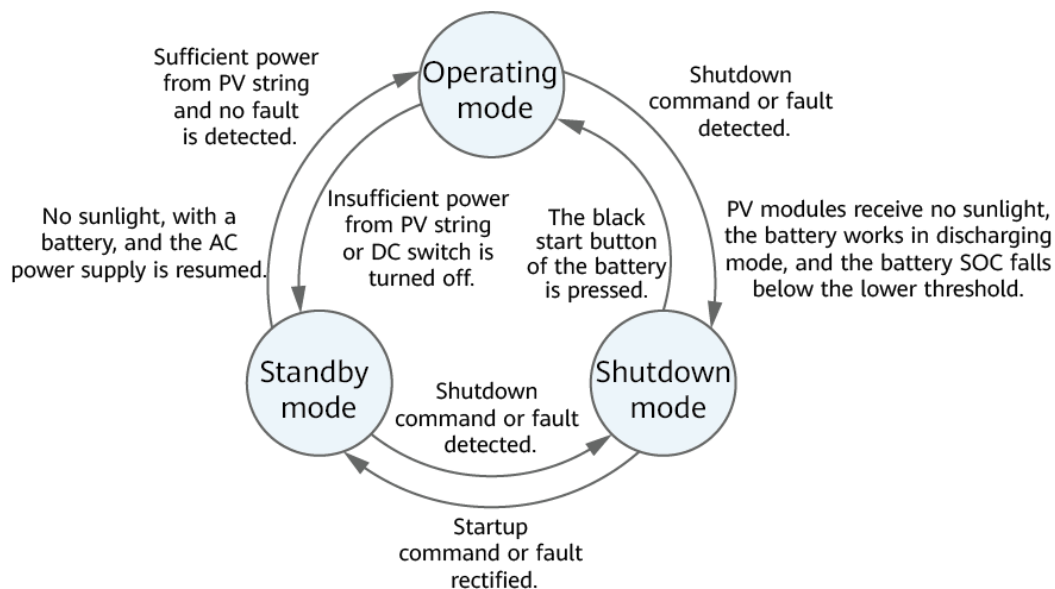 Sufficient power
from PV string
and no fault
is detected.
Operating
mode
Shutdown
command or fault
detected.
No sunlight, with a
battery, and the AC
power supply is resumed.
Insufficient power
from PV string
or DC switch is
turned off.
The black
start button
of the battery
is pressed.
PV modules receive no sunlight,
the battery works in discharging
mode, and the battery SOC falls
below the lower threshold.
Standby
mode
Shutdown
command or fault
detected.
Shutdown
mode
Startup
command or fault
rectified.